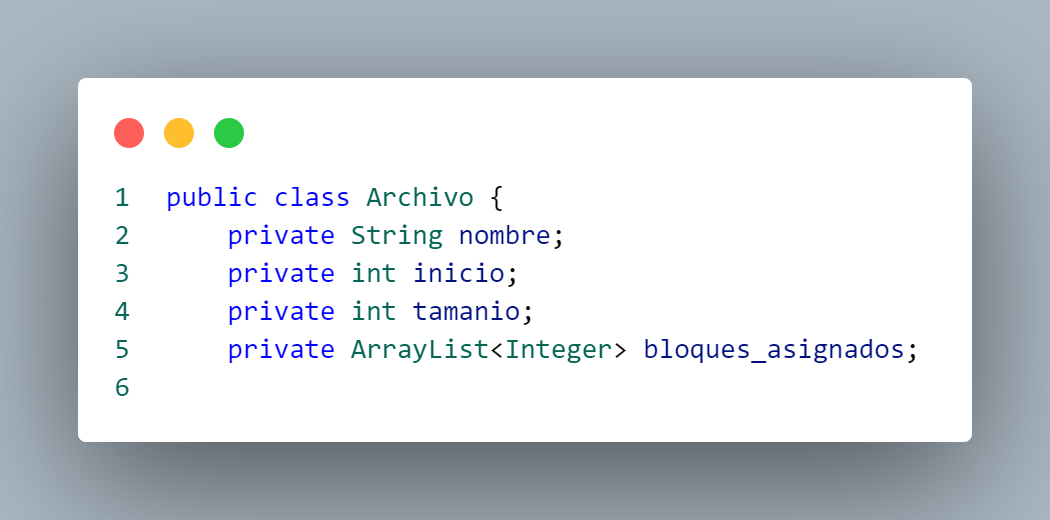 1 public class Archivo {
2     private String nombre;
3     private int inicio;
4     private int tamanio;
5     private ArrayList<Integer> bloques_asignados;
6